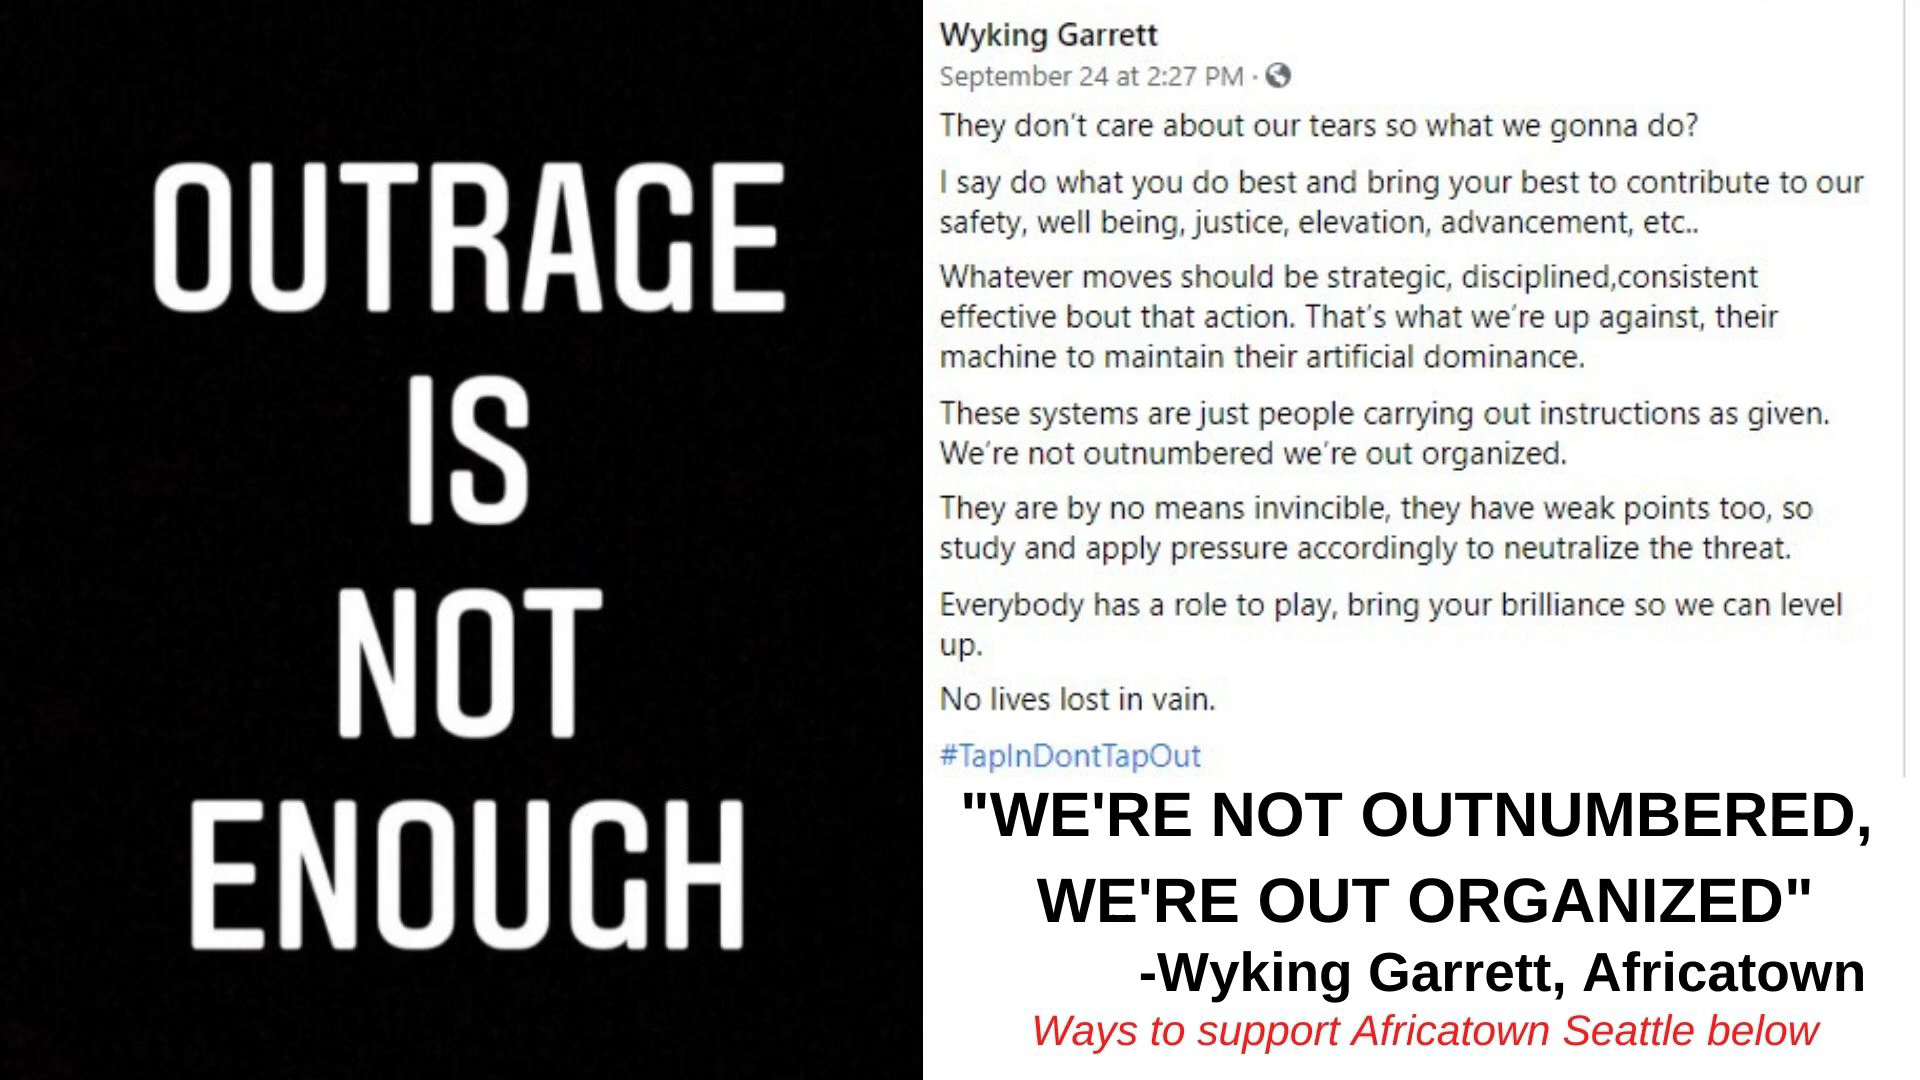 OUTRAGE
IS
NOT
ENOUGH
Wyking Garrett
September 24 at 2:27 PM ·
They don't care about our tears so what we gonna do?
I say do what you do best and bring your best to contribute to our
safety, well being, justice, elevation, advancement, etc..
Whatever moves should be strategic, disciplined,consistent
effective bout that action. That's what we're up against, their
machine to maintain their artificial dominance.
These systems are just people carrying out instructions as given.
We're not outnumbered we're out organized.
They are by no means invincible, they have weak points too, so
study and apply pressure accordingly to neutralize the threat.
Everybody has a role to play, bring your brilliance so we can level
up.
No lives lost in vain.
#TapInDontTapOut
"WE'RE NOT OUTNUMBERED,
WE'RE OUT ORGANIZED"
-Wyking Garrett, Africatown
Ways to support Africatown Seattle below